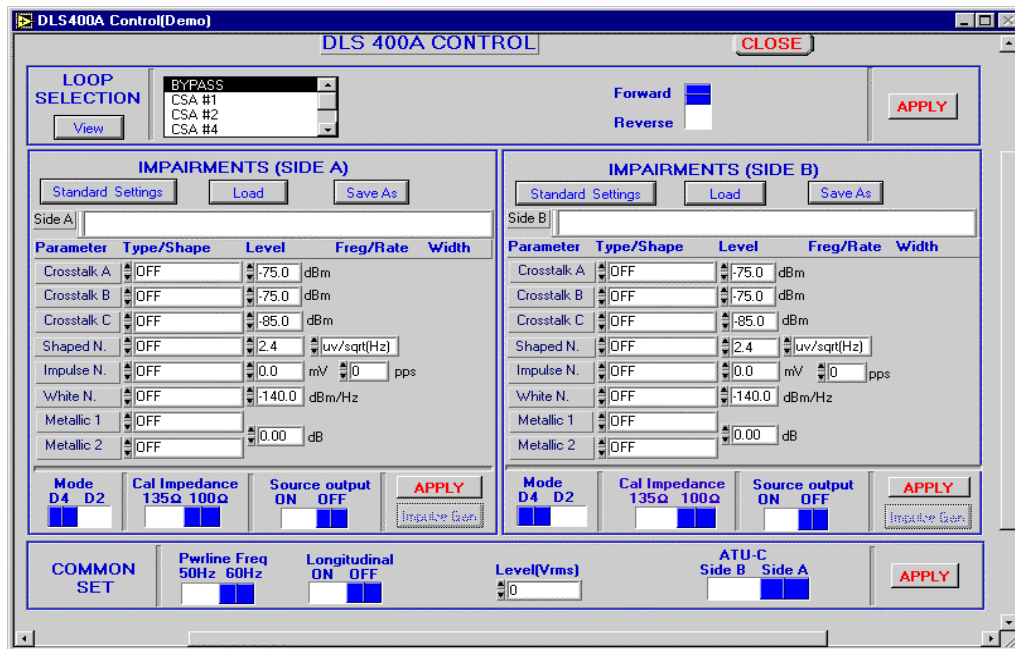 DLS400A Control(Demo)
DLS 400A CONTROL
CLOSE
LOOP
SELECTION
View
BYPASS
CSA #1
CSA #2
CSA #4
Forward
Reverse
APPLY
IMPAIRMENTS (SIDE A)
Standard Settings Load Save As
Side A
Parameter Type/Shape Level Freg/Rate Width
Crosstalk A OFF -75.0 dBm
Crosstalk B OFF -75.0 dBm
Crosstalk C OFF -85.0 dBm
Shaped N. OFF 2.4 uv/sqrt(Hz)
Impulse N. OFF 0.0 mV 0 pps
White N. OFF -140.0 dBm/Hz
Metallic 1 OFF
0.00 dB
Metallic 2 OFF
Mode
D4 D2
Cal Impedance
135Ω 100Ω
Source output
ON OFF
APPLY
Impulse Gen
IMPAIRMENTS (SIDE B)
Standard Settings Load Save As
Side B
Parameter Type/Shape Level Freg/Rate Width
Crosstalk A OFF -75.0 dBm
Crosstalk B OFF -75.0 dBm
Crosstalk C OFF -85.0 dBm
Shaped N. OFF 2.4 uv/sqrt(Hz)
Impulse N. OFF 0.0 mV 0 pps
White N. OFF -140.0 dBm/Hz
Metallic 1 OFF
0.00 dB
Metallic 2 OFF
Mode
D4 D2
Cal Impedance
135Ω 100Ω
Source output
ON OFF
APPLY
Impulse Gen
COMMON
SET
Pwrline Freq
50Hz 60Hz
Longitudinal
ON OFF
Level(Vrms)
0
ATU-C
Side B Side A
APPLY